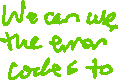 We can use
the error
codes to